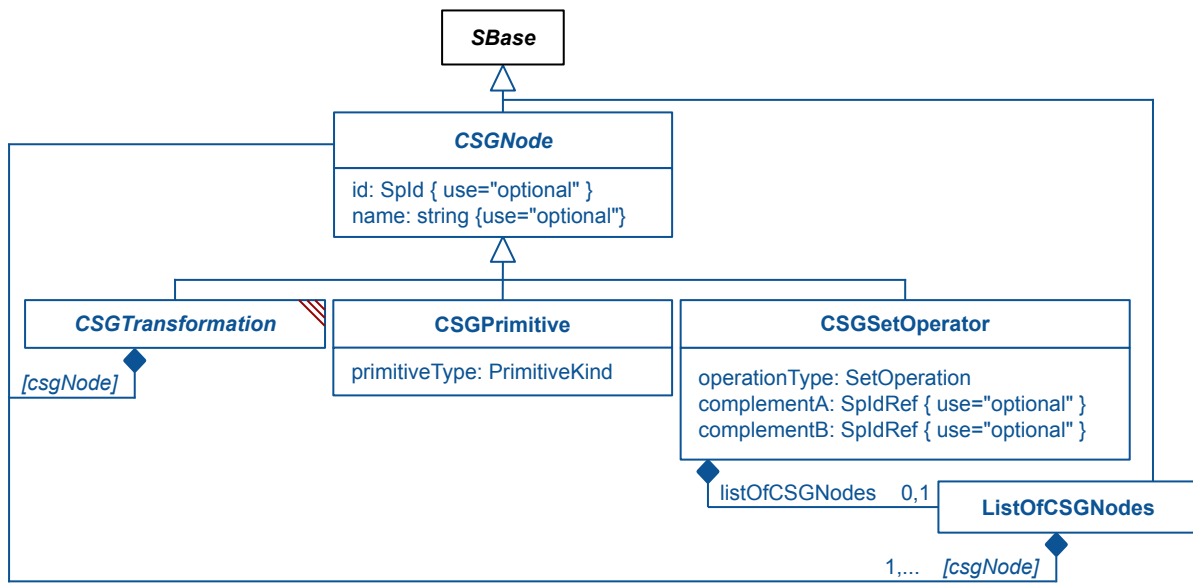 SBase
CSGNode
id: SpId { use="optional" }
name: string {use="optional"}
CSGTransformation
CSGPrimitive
CSGSetOperator
primitiveType: PrimitiveKind
operationType: SetOperation
complementA: SpIdRef { use="optional" }
complementB: SpIdRef { use="optional" }
[csgNode]
listOfCSGNodes 0,1
ListOfCSGNodes
1,... [csgNode]